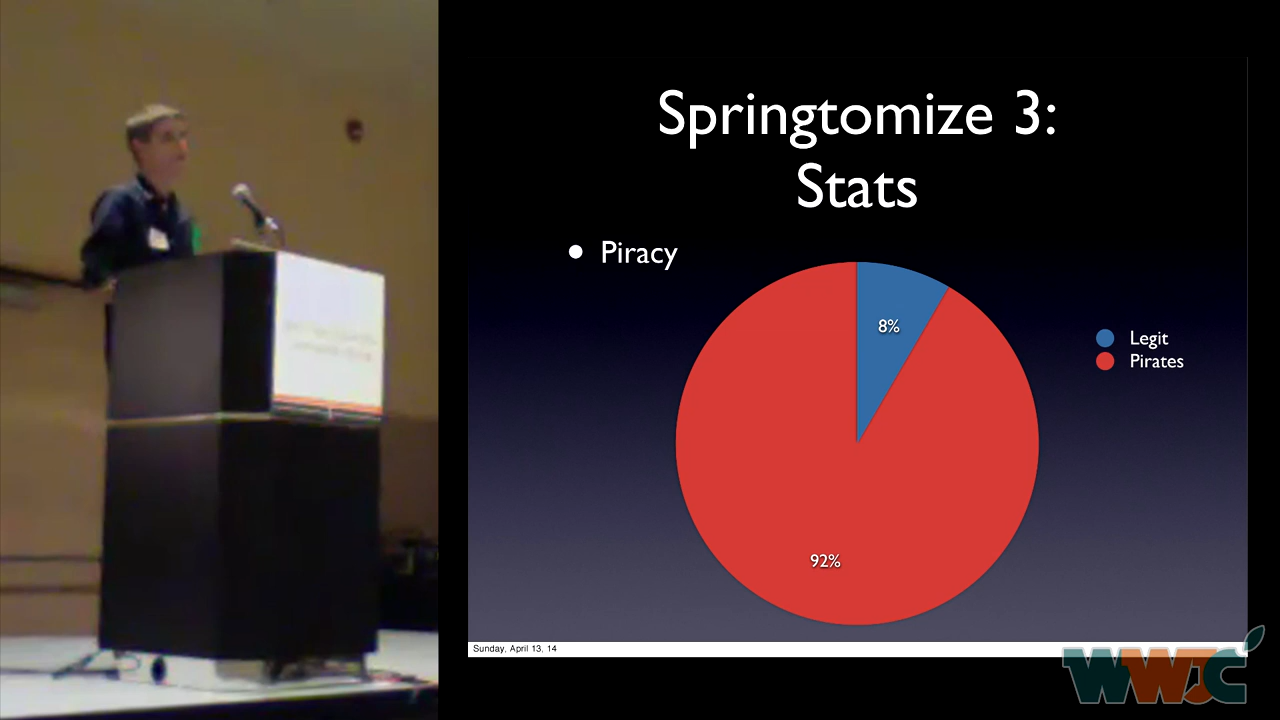 Springtomize 3:
Stats
• Piracy
8%
Legit
Pirates
92%
Sunday, April 13, 14
WWJC